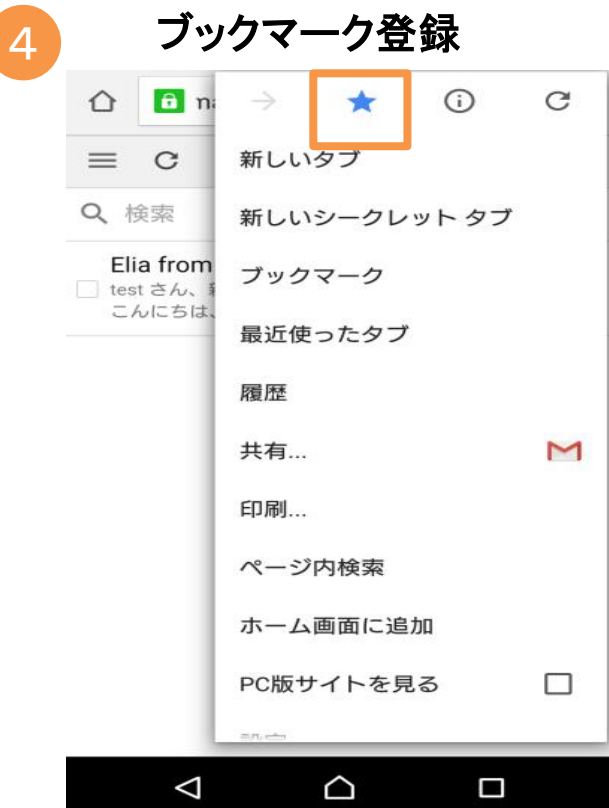 4
ブックマーク登録
na
新しいタブ
検索
新しいシークレット タブ
Elia from
test さん、
こんにちは、
ブックマーク
最近使ったタブ
履歴
共有...
印刷...
ページ内検索
ホーム画面に追加
PC版サイトを見る